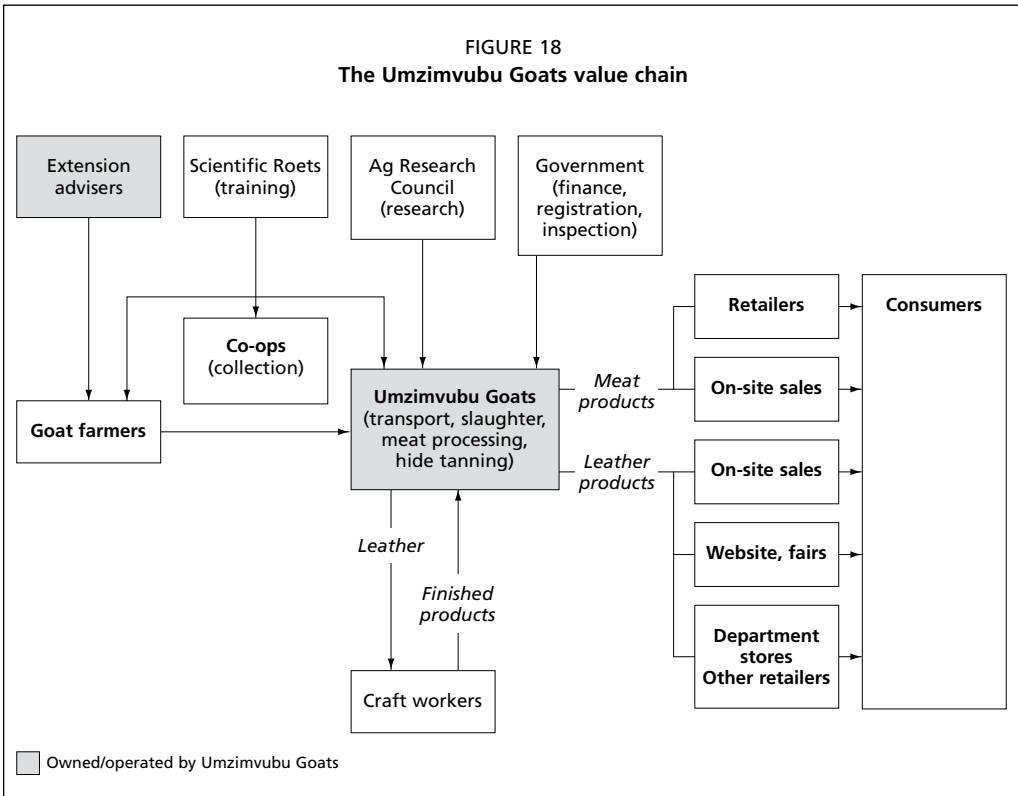 FIGURE 18
The Umzimvubu Goats value chain
Extension
advisers
Scientific Roets
(training)
Ag Research
Council
(research)
Government
(finance,
registration,
inspection)
Co-ops
(collection)
Goat farmers
Umzimvubu Goats
(transport, slaughter,
meat processing,
hide tanning)
Meat
products
Leather
products
Retailers
On-site sales
On-site sales
Website, fairs
Department
stores
Other retailers
Consumers
Leather
Finished
products
Craft workers
Owned/operated by Umzimvubu Goats